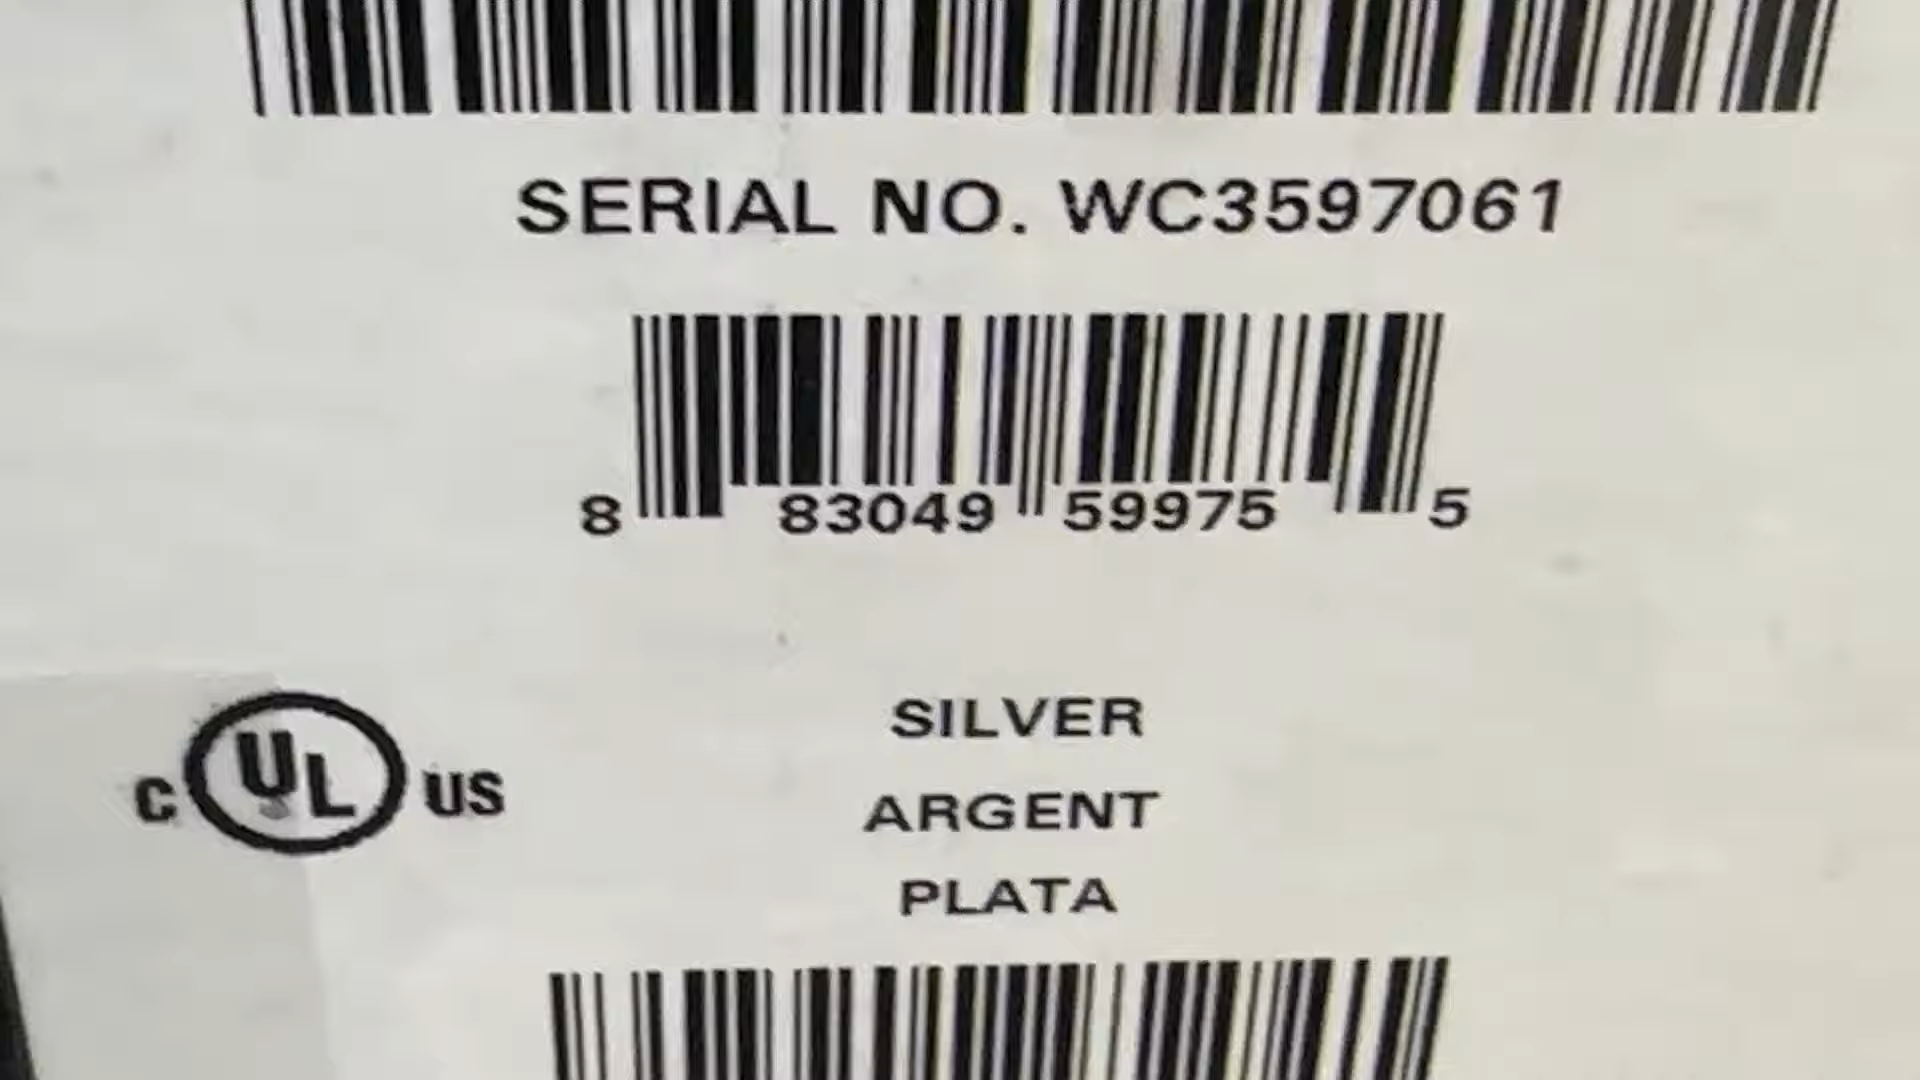 SERIAL NO. WC3597061
8 83049 59975 5
C UL US
SILVER
ARGENT
PLATA